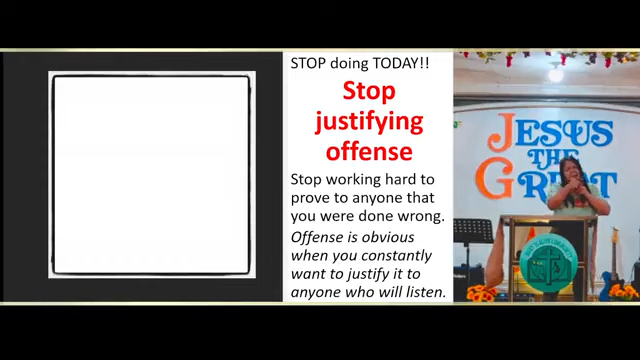 STOP doing TODAY!!
Stop
justifying
offense
Stop working hard to
prove to anyone that
you were done wrong.
Offense is obvious
when you constantly
want to justify it to
anyone who will listen.
JESUS
THE
GREAT